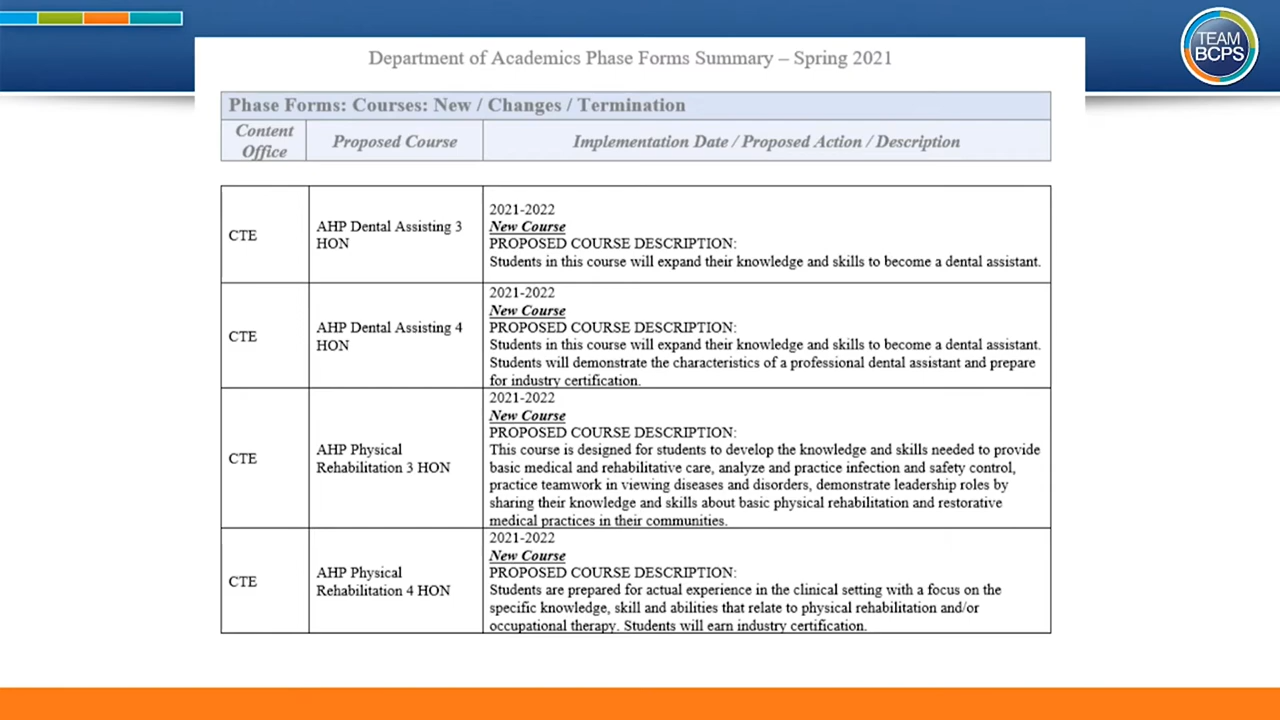 TEAM
BCPS
Department of Academics Phase Forms Summary – Spring 2021
Phase Forms: Courses: New / Changes / Termination
Content
Office
Proposed Course
Implementation Date / Proposed Action / Description
CTE
AHP Dental Assisting 3
HON
2021-2022
New Course
PROPOSED COURSE DESCRIPTION:
Students in this course will expand their knowledge and skills to become a dental assistant.
CTE
AHP Dental Assisting 4
HON
2021-2022
New Course
PROPOSED COURSE DESCRIPTION:
Students in this course will expand their knowledge and skills to become a dental assistant.
Students will demonstrate the characteristics of a professional dental assistant and prepare
for industry certification.
CTE
AHP Physical
Rehabilitation 3 HON
2021-2022
New Course
PROPOSED COURSE DESCRIPTION:
This course is designed for students to develop the knowledge and skills needed to provide
basic medical and rehabilitative care, analyze and practice infection and safety control,
practice teamwork in viewing diseases and disorders, demonstrate leadership roles by
sharing their knowledge and skills about basic physical rehabilitation and restorative
medical practices in their communities.
CTE
AHP Physical
Rehabilitation 4 HON
2021-2022
New Course
PROPOSED COURSE DESCRIPTION:
Students are prepared for actual experience in the clinical setting with a focus on the
specific knowledge, skill and abilities that relate to physical rehabilitation and/or
occupational therapy. Students will earn industry certification.